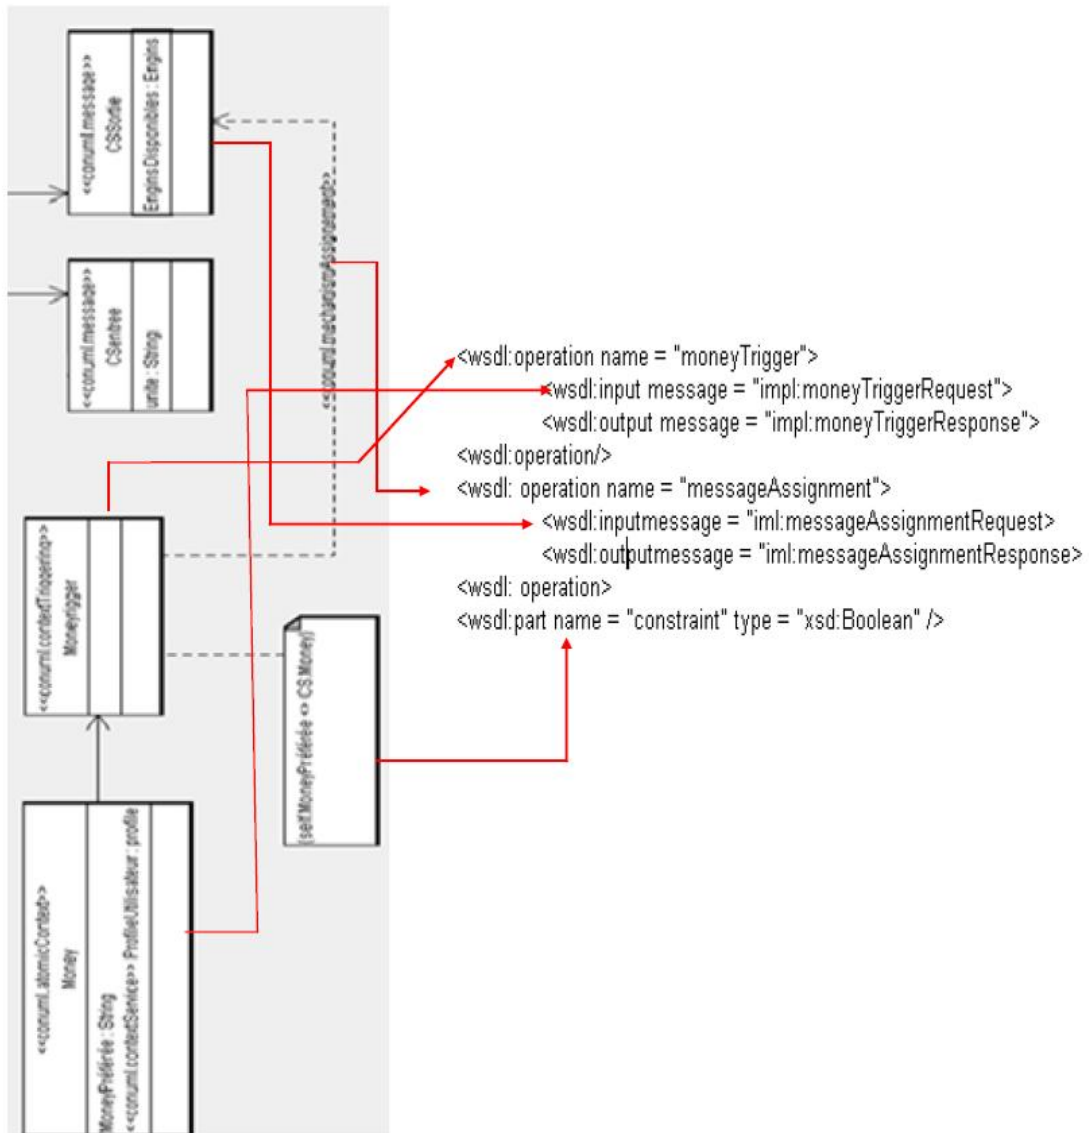 <<conuml.message>>
CSSortie
EnginsDisponibles : Engins
<<conuml.message>>
CSentree
unite : String
<<conuml.mechanismAssignement>>
<<conuml.contextTriggering>>
Moneytrigger
(self.MoneyPréférée <> CS.Money)
<<conuml.atomicContext>>
Money
MoneyPréférée : String
<<conuml.contextService>> ProfileUtilisateur : profile
<wsdl:operation name = "moneyTrigger">
<wsdl:input message = "impl:moneyTriggerRequest">
<wsdl:output message = "impl:moneyTriggerResponse">
<wsdl:operation/>
<wsdl: operation name = "messageAssignment">
<wsdl:inputmessage = "iml:messageAssignmentRequest>
<wsdl:outputmessage = "iml:messageAssignmentResponse>
<wsdl: operation>
<wsdl:part name = "constraint" type = "xsd:Boolean" />